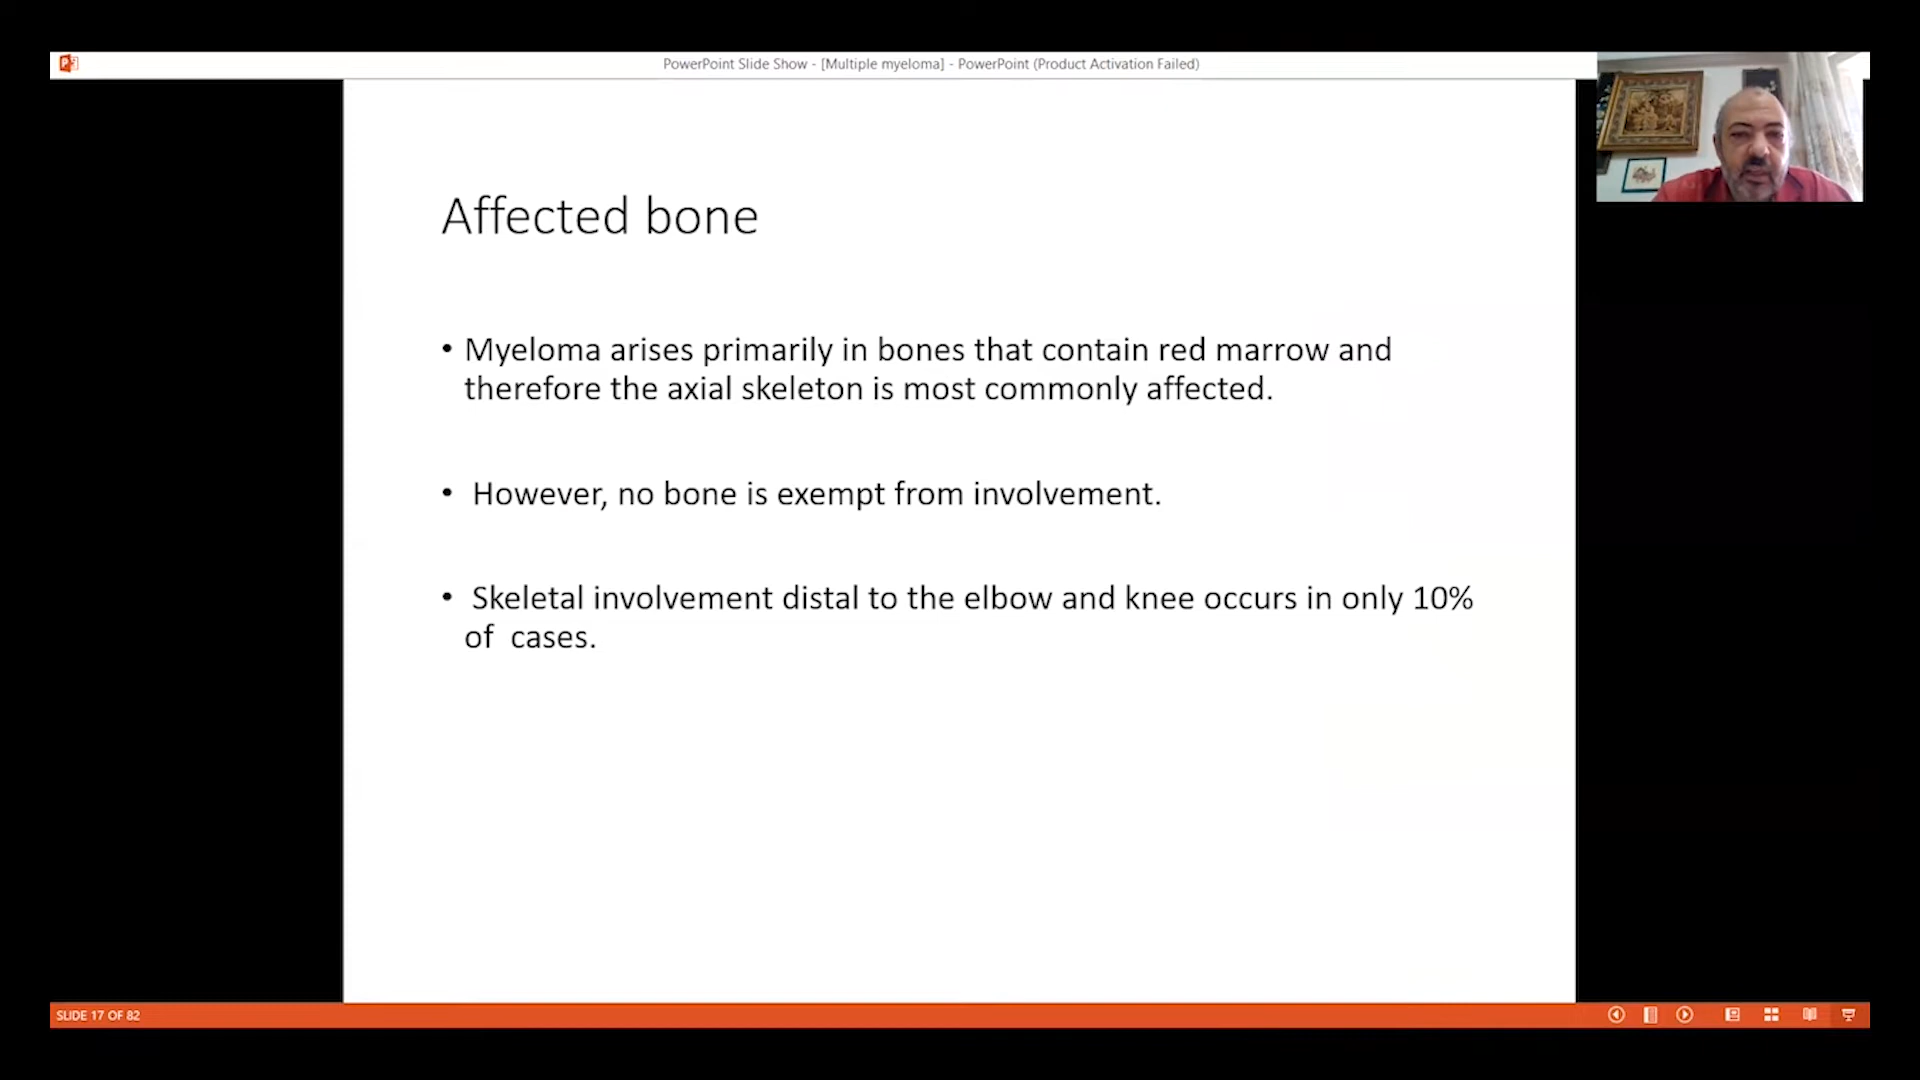 PowerPoint Slide Show - [Multiple myeloma] - PowerPoint (Product Activation Failed)
Affected bone
• Myeloma arises primarily in bones that contain red marrow and
therefore the axial skeleton is most commonly affected.
• However, no bone is exempt from involvement.
• Skeletal involvement distal to the elbow and knee occurs in only 10%
of cases.
SLIDE 17 OF 82